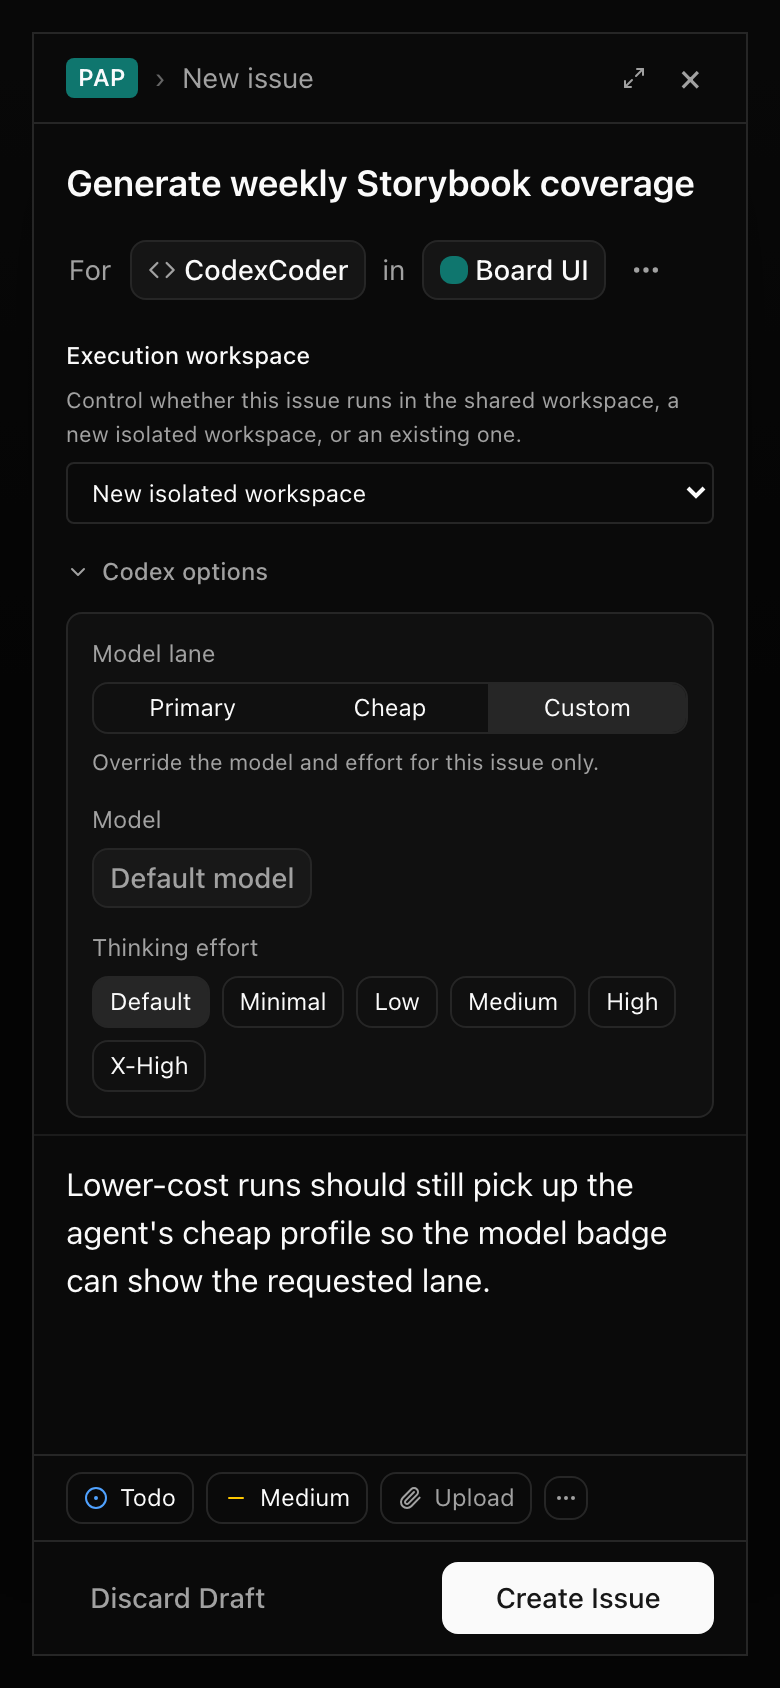 PAP › New issue
Generate weekly Storybook coverage
For CodexCoder in Board UI ···
Execution workspace
Control whether this issue runs in the shared workspace, a
new isolated workspace, or an existing one.
New isolated workspace
Codex options
Model lane
Primary Cheap Custom
Override the model and effort for this issue only.
Model
Default model
Thinking effort
Default Minimal Low Medium High
X-High
Lower-cost runs should still pick up the
agent's cheap profile so the model badge
can show the requested lane.
Todo Medium Upload ···
Discard Draft Create Issue